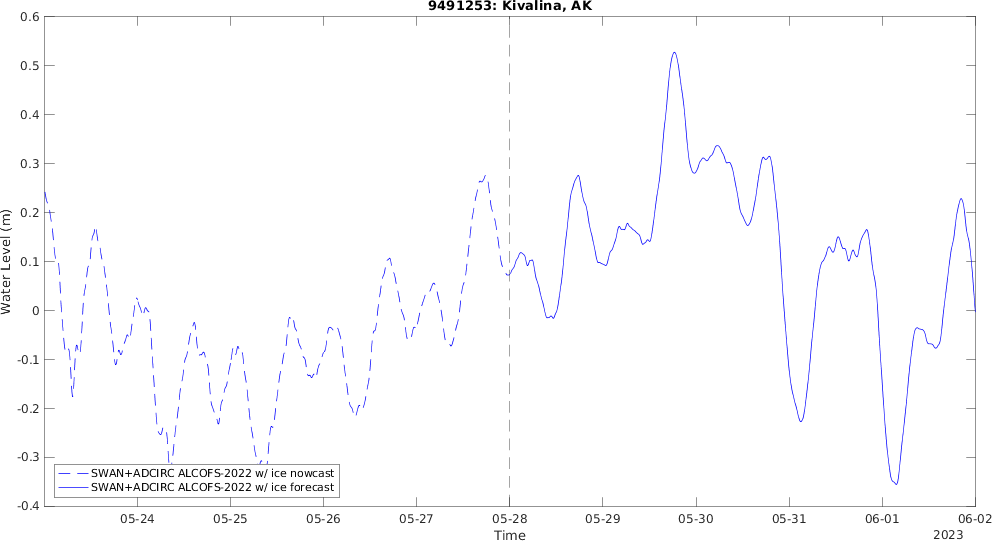 9491253: Kivalina, AK
0.6
0.5
0.4
0.3
0.2
0.1
0
-0.1
-0.2
-0.3
-0.4
Water Level (m)
SWAN+ADCIRC ALCOFS-2022 w/ ice nowcast
SWAN+ADCIRC ALCOFS-2022 w/ ice forecast
05-24 05-25 05-26 05-27 05-28 05-29 05-30 05-31 06-01 06-02
Time
2023